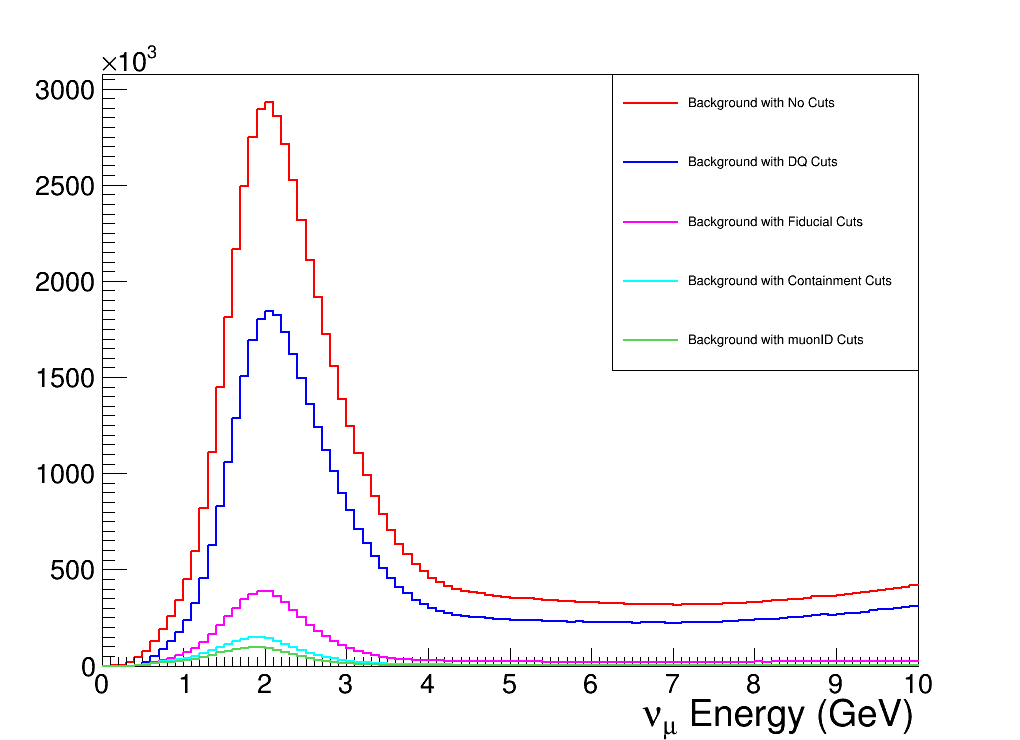 ×10³
3000
2500
2000
1500
1000
500
0
0 1 2 3 4 5 6 7 8 9 10
νμ Energy (GeV)
Background with No Cuts
Background with DQ Cuts
Background with Fiducial Cuts
Background with Containment Cuts
Background with muonID Cuts